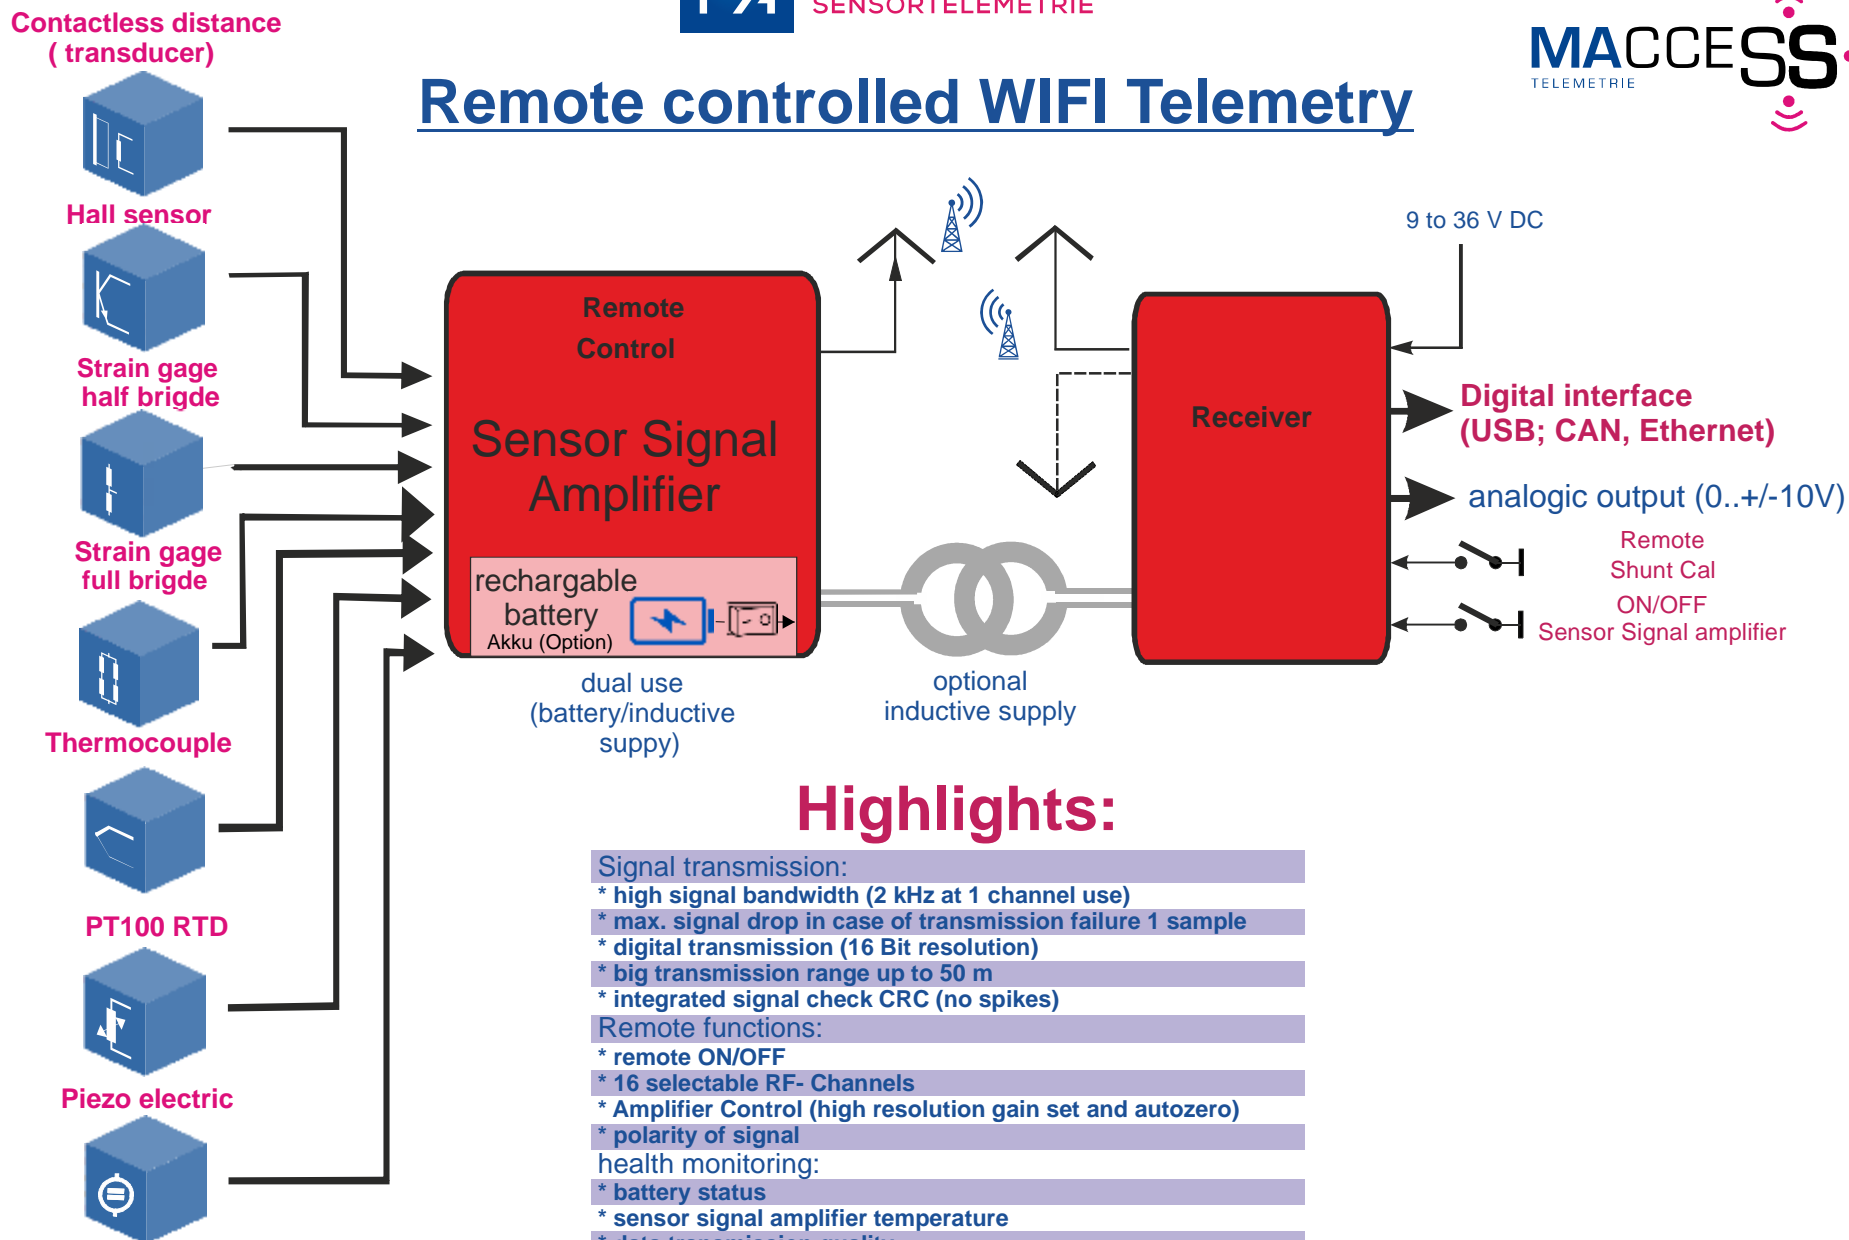 SENSORTELEMETRIE
MACCESS
TELEMETRIE
Remote controlled WIFI Telemetry
Contactless distance
( transducer)
Hall sensor
Strain gage
half brigde
Strain gage
full brigde
Thermocouple
PT100 RTD
Piezo electric
Remote
Control
Sensor Signal
Amplifier
rechargable
battery
Akku (Option)
dual use
(battery/inductive
suppy)
optional
inductive supply
Receiver
9 to 36 V DC
Digital interface
(USB; CAN, Ethernet)
analogic output (0..+/-10V)
Remote
Shunt Cal
ON/OFF
Sensor Signal amplifier
Highlights:
Signal transmission:
* high signal bandwidth (2 kHz at 1 channel use)
* max. signal drop in case of transmission failure 1 sample
* digital transmission (16 Bit resolution)
* big transmission range up to 50 m
* integrated signal check CRC (no spikes)
Remote functions:
* remote ON/OFF
* 16 selectable RF- Channels
* Amplifier Control (high resolution gain set and autozero)
* polarity of signal
health monitoring:
* battery status
* sensor signal amplifier temperature
* data transmission quality